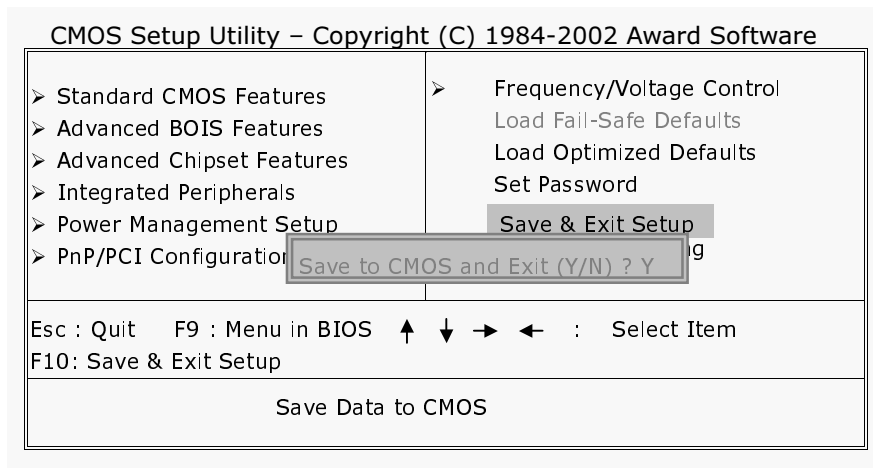 CMOS Setup Utility – Copyright (C) 1984-2002 Award Software
➢ Standard CMOS Features
➢ Advanced BOIS Features
➢ Advanced Chipset Features
➢ Integrated Peripherals
➢ Power Management Setup
➢ PnP/PCI Configuration
➢ Frequency/Voltage Control
Load Fail-Safe Defaults
Load Optimized Defaults
Set Password
Save & Exit Setup
Save to CMOS and Exit (Y/N) ? Y
Esc : Quit F9 : Menu in BIOS ↑ ↓ → ← : Select Item
F10: Save & Exit Setup
Save Data to CMOS